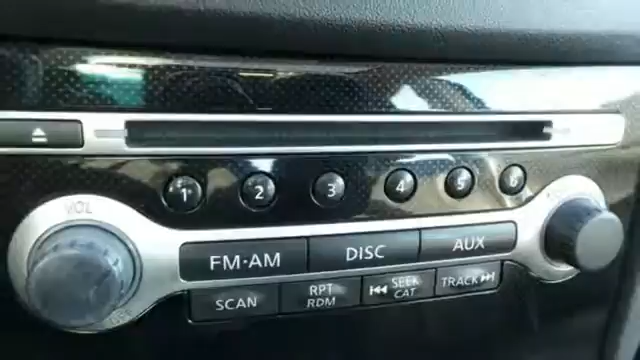 1 2 3 4 5 6
VOL
FM·AM DISC AUX
SCAN RPT RDM SEEK CAT TRACK